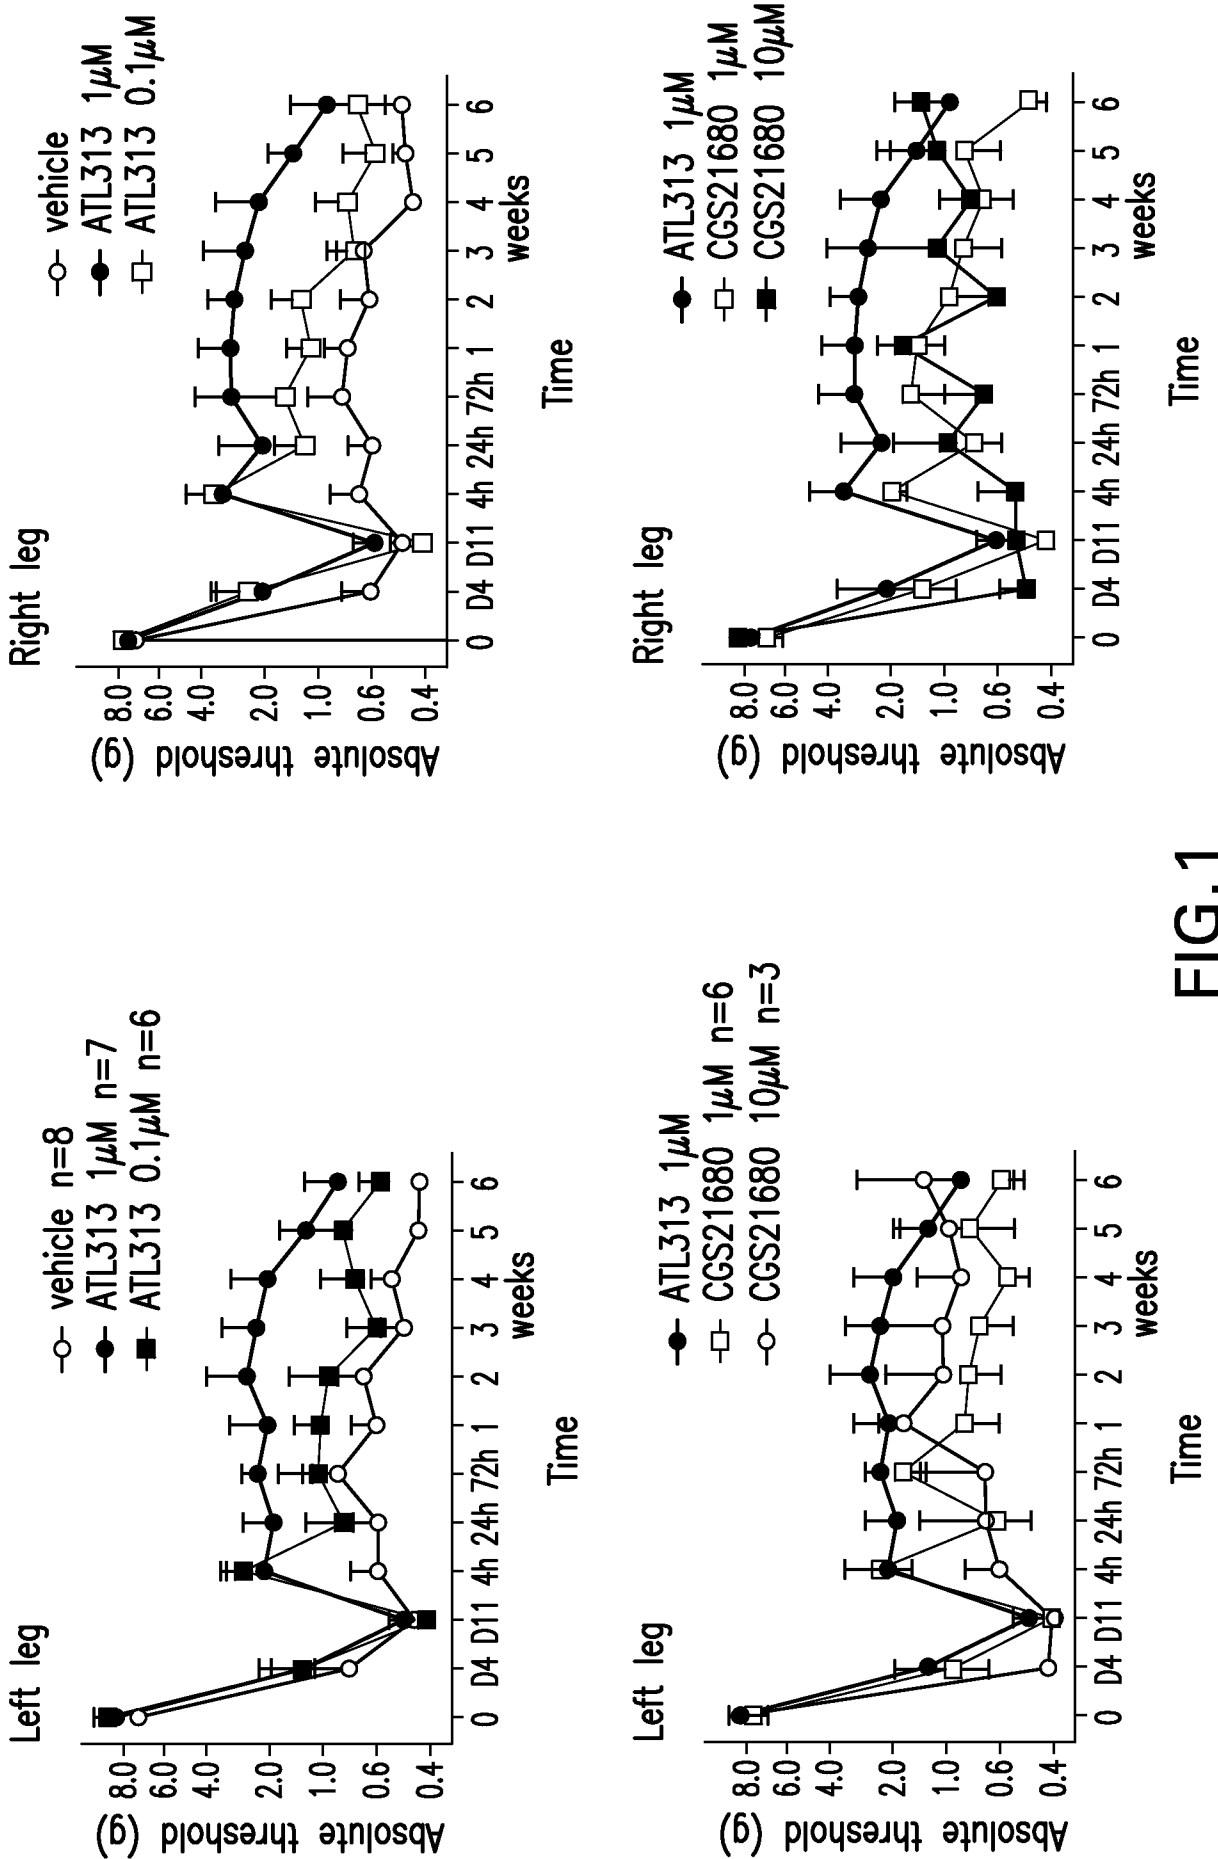 Left leg
vehicle n=8
ATL313 1μM n=7
ATL313 0.1μM n=6
Absolute threshold (g)
8.0
6.0
4.0
2.0
1.0
0.6
0.4
0 D4 D11 4h 24h 72h 1 2 3 4 5 6
weeks
Time
Right leg
vehicle
ATL313 1μM
ATL313 0.1μM
Absolute threshold (g)
8.0
6.0
4.0
2.0
1.0
0.6
0.4
0 D4 D11 4h 24h 72h 1 2 3 4 5 6
weeks
Time
Left leg
ATL313 1μM
CGS21680 1μM n=6
CGS21680 10μM n=3
Absolute threshold (g)
8.0
6.0
4.0
2.0
1.0
0.6
0.4
0 D4 D11 4h 24h 72h 1 2 3 4 5 6
weeks
Time
Right leg
ATL313 1μM
CGS21680 1μM
CGS21680 10μM
Absolute threshold (g)
8.0
6.0
4.0
2.0
1.0
0.6
0.4
0 D4 D11 4h 24h 72h 1 2 3 4 5 6
weeks
Time
FIG.1